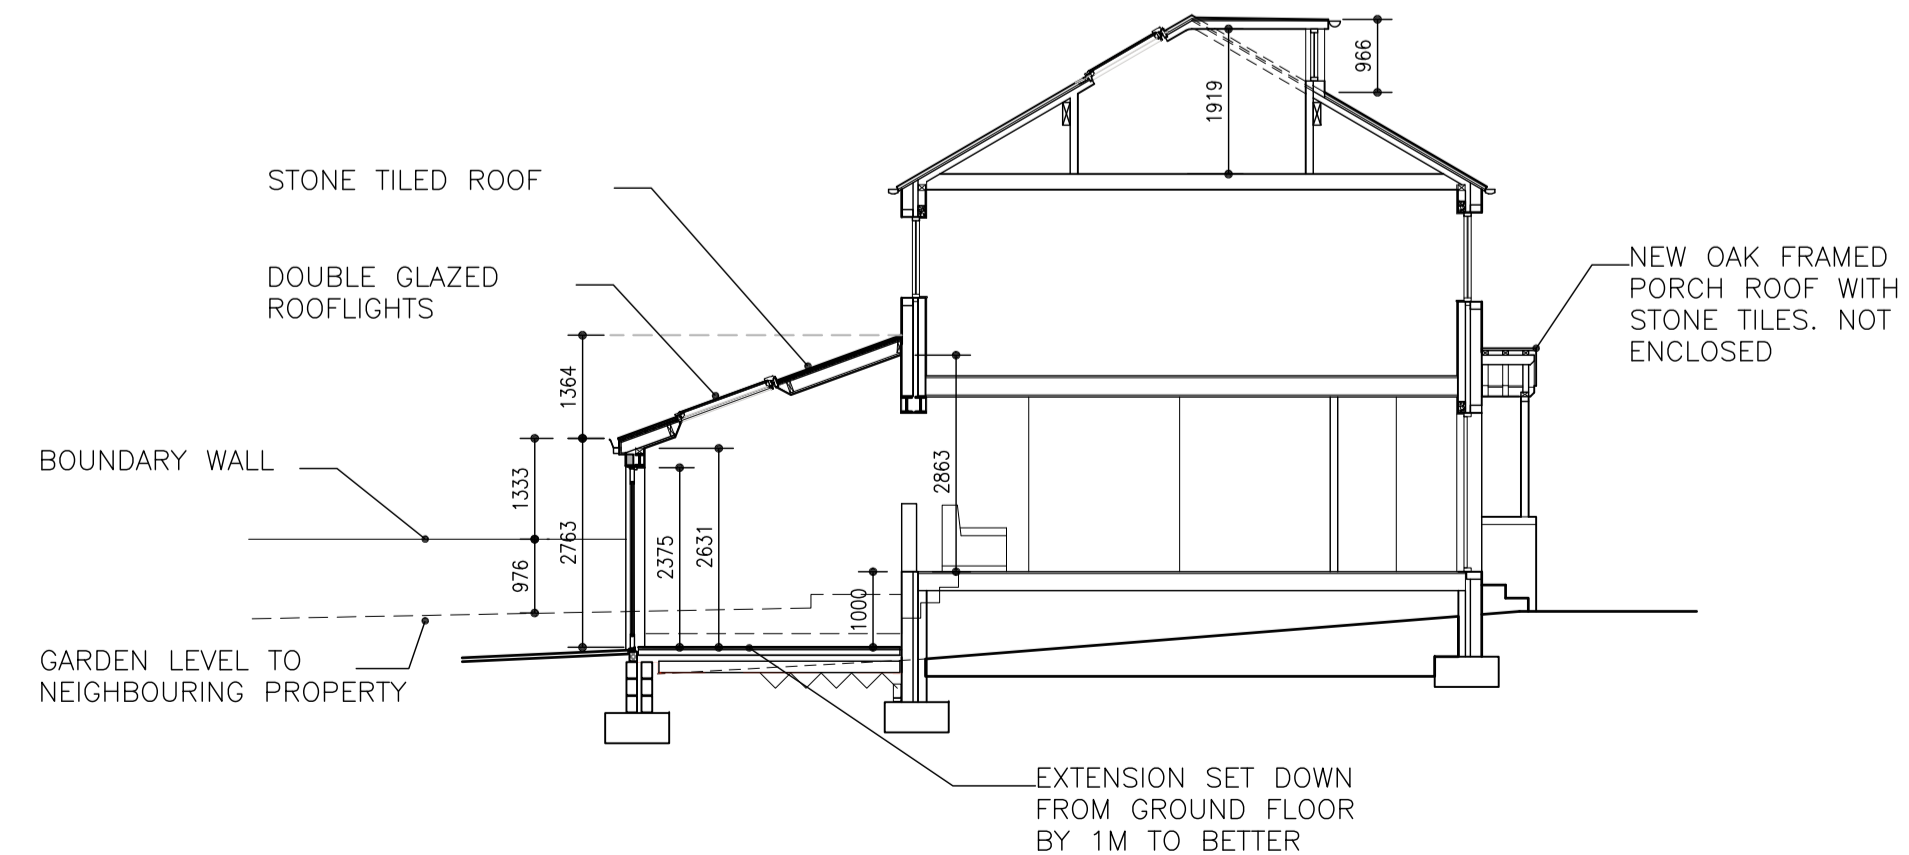 966
1919
STONE TILED ROOF
DOUBLE GLAZED
ROOFLIGHTS
NEW OAK FRAMED
PORCH ROOF WITH
STONE TILES. NOT
ENCLOSED
1364
BOUNDARY WALL
1333
2763
976
2375
2631
2863
1000
GARDEN LEVEL TO
NEIGHBOURING PROPERTY
EXTENSION SET DOWN
FROM GROUND FLOOR
BY 1M TO BETTER